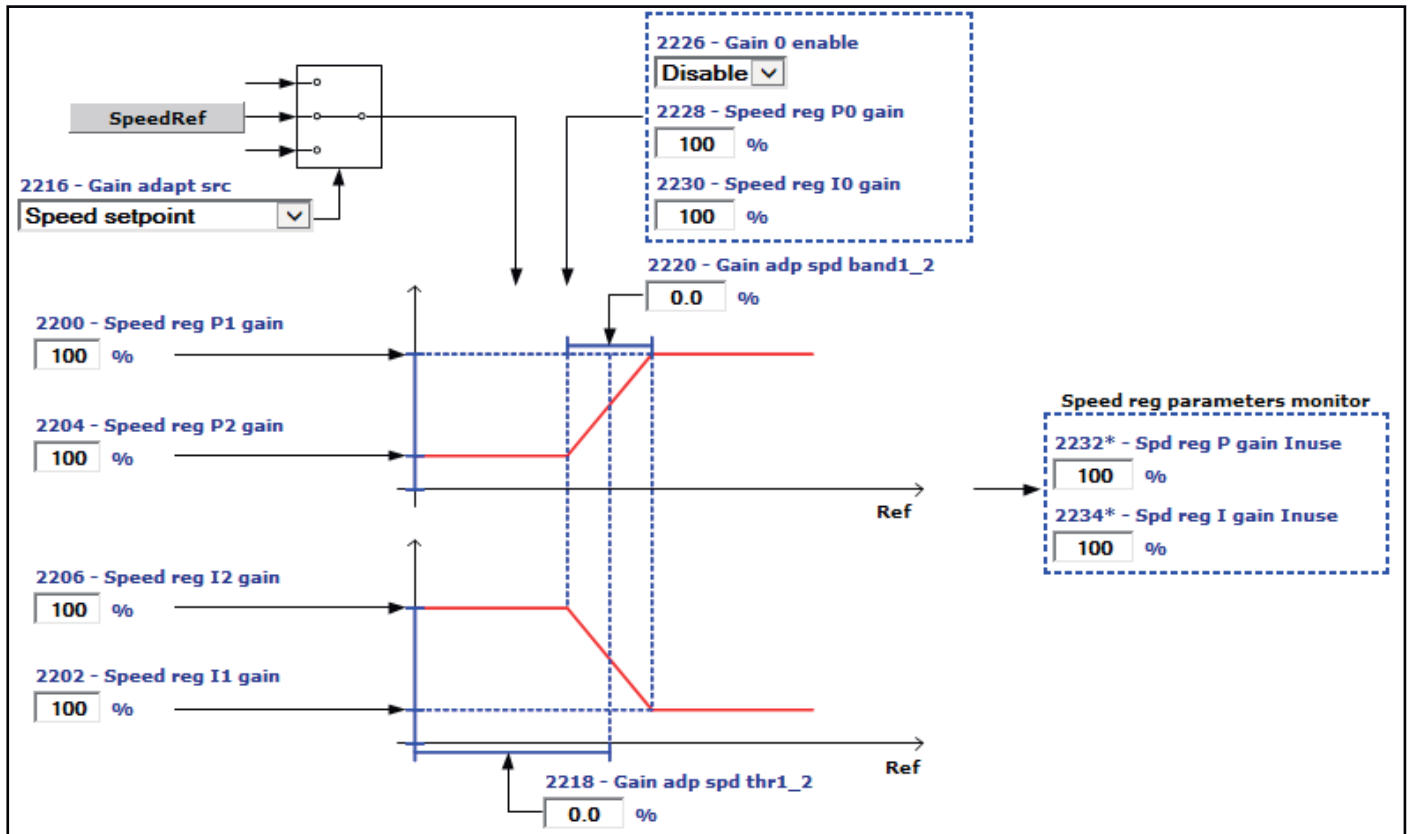 2226 - Gain 0 enable
Disable
SpeedRef
2228 - Speed reg P0 gain
100 %
2216 - Gain adapt src
Speed setpoint
2230 - Speed reg I0 gain
100 %
2220 - Gain adp spd band1_2
0.0 %
2200 - Speed reg P1 gain
100 %
2204 - Speed reg P2 gain
100 %
Ref
Speed reg parameters monitor
2232* - Spd reg P gain Inuse
100 %
2234* - Spd reg I gain Inuse
100 %
2206 - Speed reg I2 gain
100 %
2202 - Speed reg I1 gain
100 %
Ref
2218 - Gain adp spd thr1_2
0.0 %